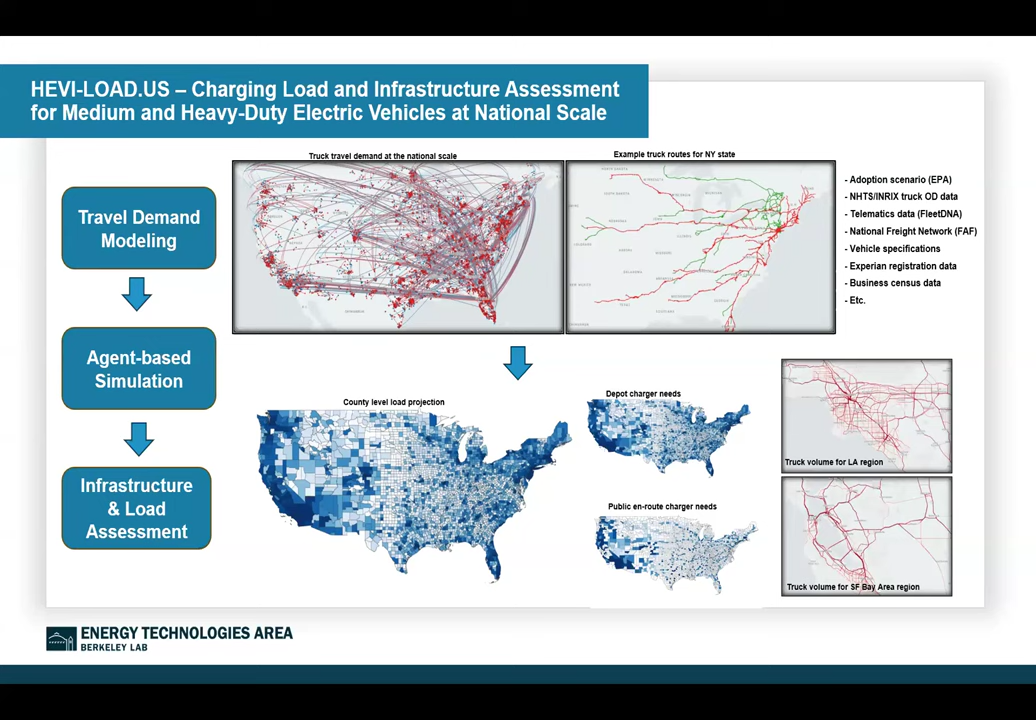 HEVI-LOAD.US – Charging Load and Infrastructure Assessment
for Medium and Heavy-Duty Electric Vehicles at National Scale
Travel Demand
Modeling
Agent-based
Simulation
Infrastructure
& Load
Assessment
Truck travel demand at the national scale
Example truck routes for NY state
- Adoption scenario (EPA)
- NHTS/INRIX truck OD data
- Telematics data (FleetDNA)
- National Freight Network (FAF)
- Vehicle specifications
- Experian registration data
- Business census data
- Etc.
County level load projection
Depot charger needs
Public en-route charger needs
Truck volume for LA region
Truck volume for SF Bay Area region
ENERGY TECHNOLOGIES AREA
BERKELEY LAB